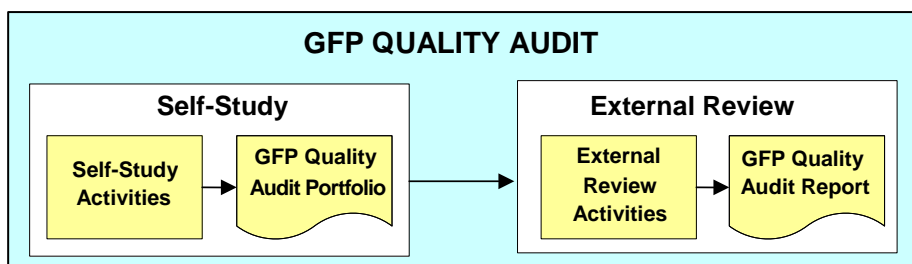 GFP QUALITY AUDIT
Self-Study
Self-Study
Activities
GFP Quality
Audit Portfolio
External Review
External
Review
Activities
GFP Quality
Audit Report